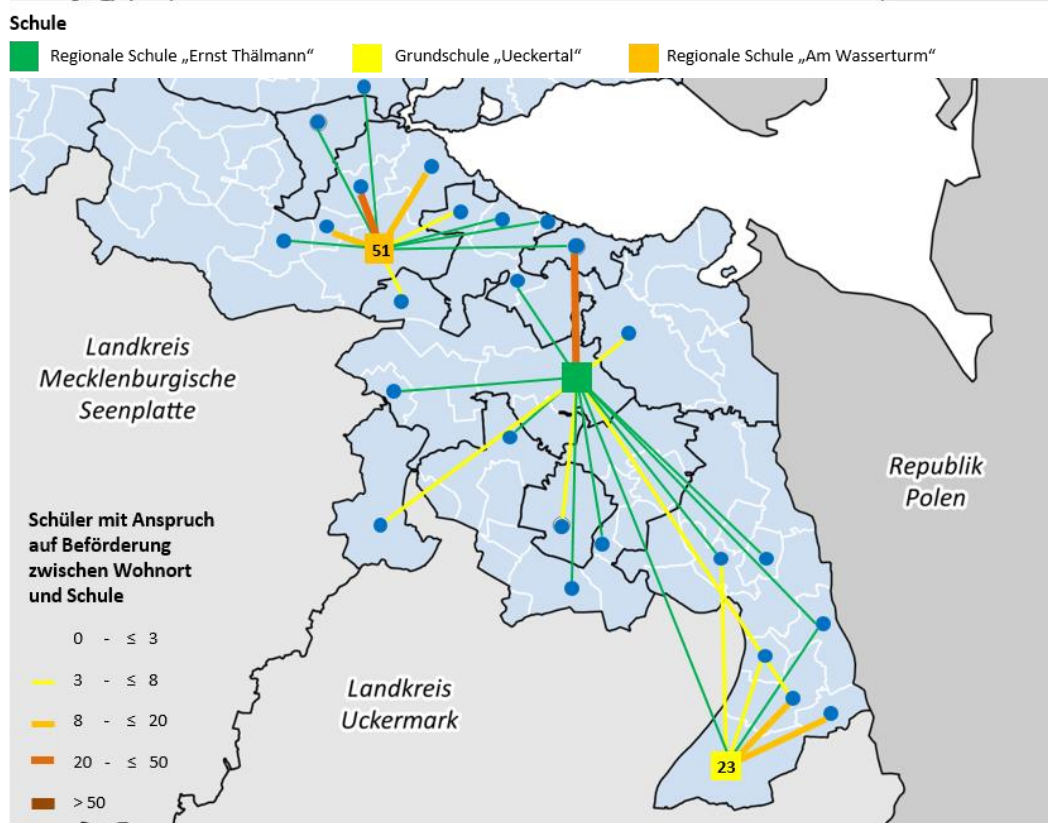 Schule
Regionale Schule „Ernst Thälmann“
Grundschule „Ueckertal“
Regionale Schule „Am Wasserturm“
51
Landkreis
Mecklenburgische
Seenplatte
Republik
Polen
Schüler mit Anspruch
auf Beförderung
zwischen Wohnort
und Schule
0 - ≤ 3
3 - ≤ 8
8 - ≤ 20
20 - ≤ 50
> 50
Landkreis
Uckermark
23